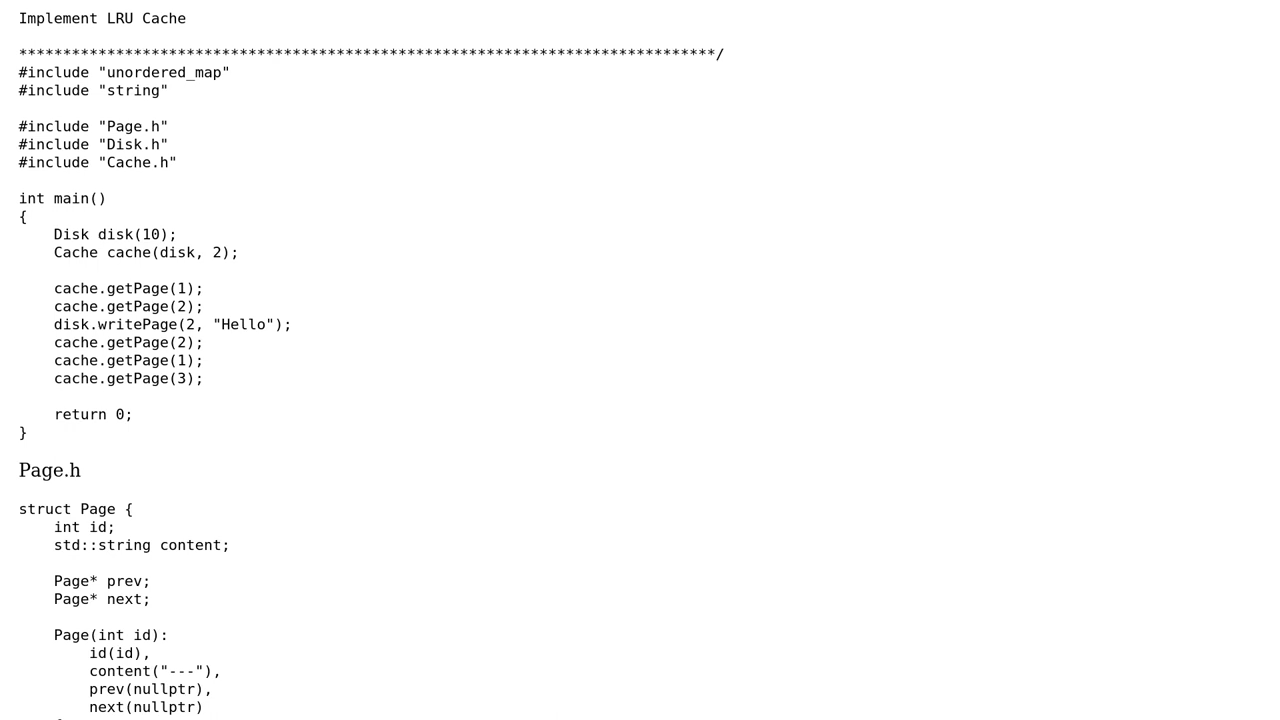 Implement LRU Cache
*******************************************************************************/
#include "unordered_map"
#include "string"
#include "Page.h"
#include "Disk.h"
#include "Cache.h"
int main()
{
    Disk disk(10);
    Cache cache(disk, 2);
    cache.getPage(1);
    cache.getPage(2);
    disk.writePage(2, "Hello");
    cache.getPage(2);
    cache.getPage(1);
    cache.getPage(3);
    return 0;
}
Page.h
struct Page {
    int id;
    std::string content;
    Page* prev;
    Page* next;
    Page(int id):
        id(id),
        content("---"),
        prev(nullptr),
        next(nullptr)